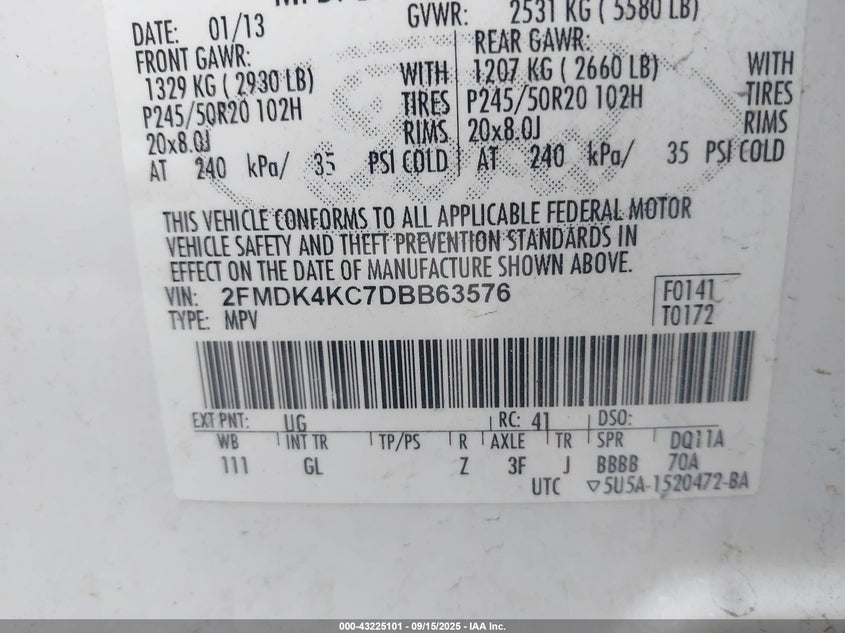 GVWR: 2531 KG ( 5580 LB)
DATE: 01/13
FRONT GAWR: REAR GAWR:
1329 KG ( 2930 LB) WITH 1207 KG ( 2660 LB) WITH
P245/50R20 102H TIRES P245/50R20 102H TIRES
20x8.0J RIMS 20x8.0J RIMS
AT 240 kPa/ 35 PSI COLD AT 240 kPa/ 35 PSI COLD
THIS VEHICLE CONFORMS TO ALL APPLICABLE FEDERAL MOTOR
VEHICLE SAFETY AND THEFT PREVENTION STANDARDS IN
EFFECT ON THE DATE OF MANUFACTURE SHOWN ABOVE.
VIN: 2FMDK4KC7DBB63576 F0141
TYPE: MPV T0172
EXT PNT: UG RC: 41 DSO:
WB INT TR TP/PS R AXLE TR SPR DQ11A
111 GL Z 3F J BBBB 70A
UTC ▽5U5A-1520472-BA
000-43225101 - 09/15/2025 - IAA Inc.